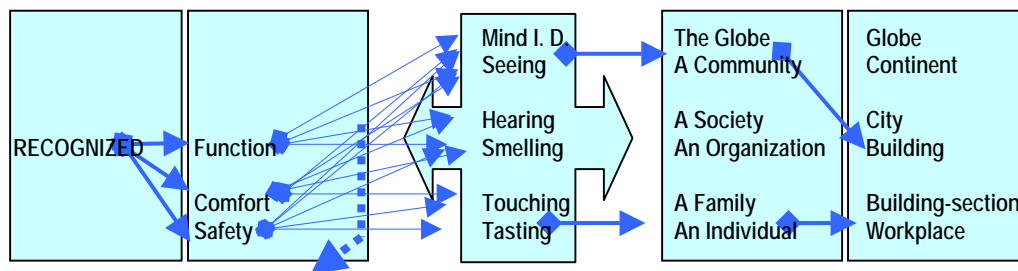 RECOGNIZED
Function
Comfort
Safety
Mind I. D.
Seeing
Hearing
Smelling
Touching
Tasting
The Globe
A Community
A Society
An Organization
A Family
An Individual
Globe
Continent
City
Building
Building-section
Workplace